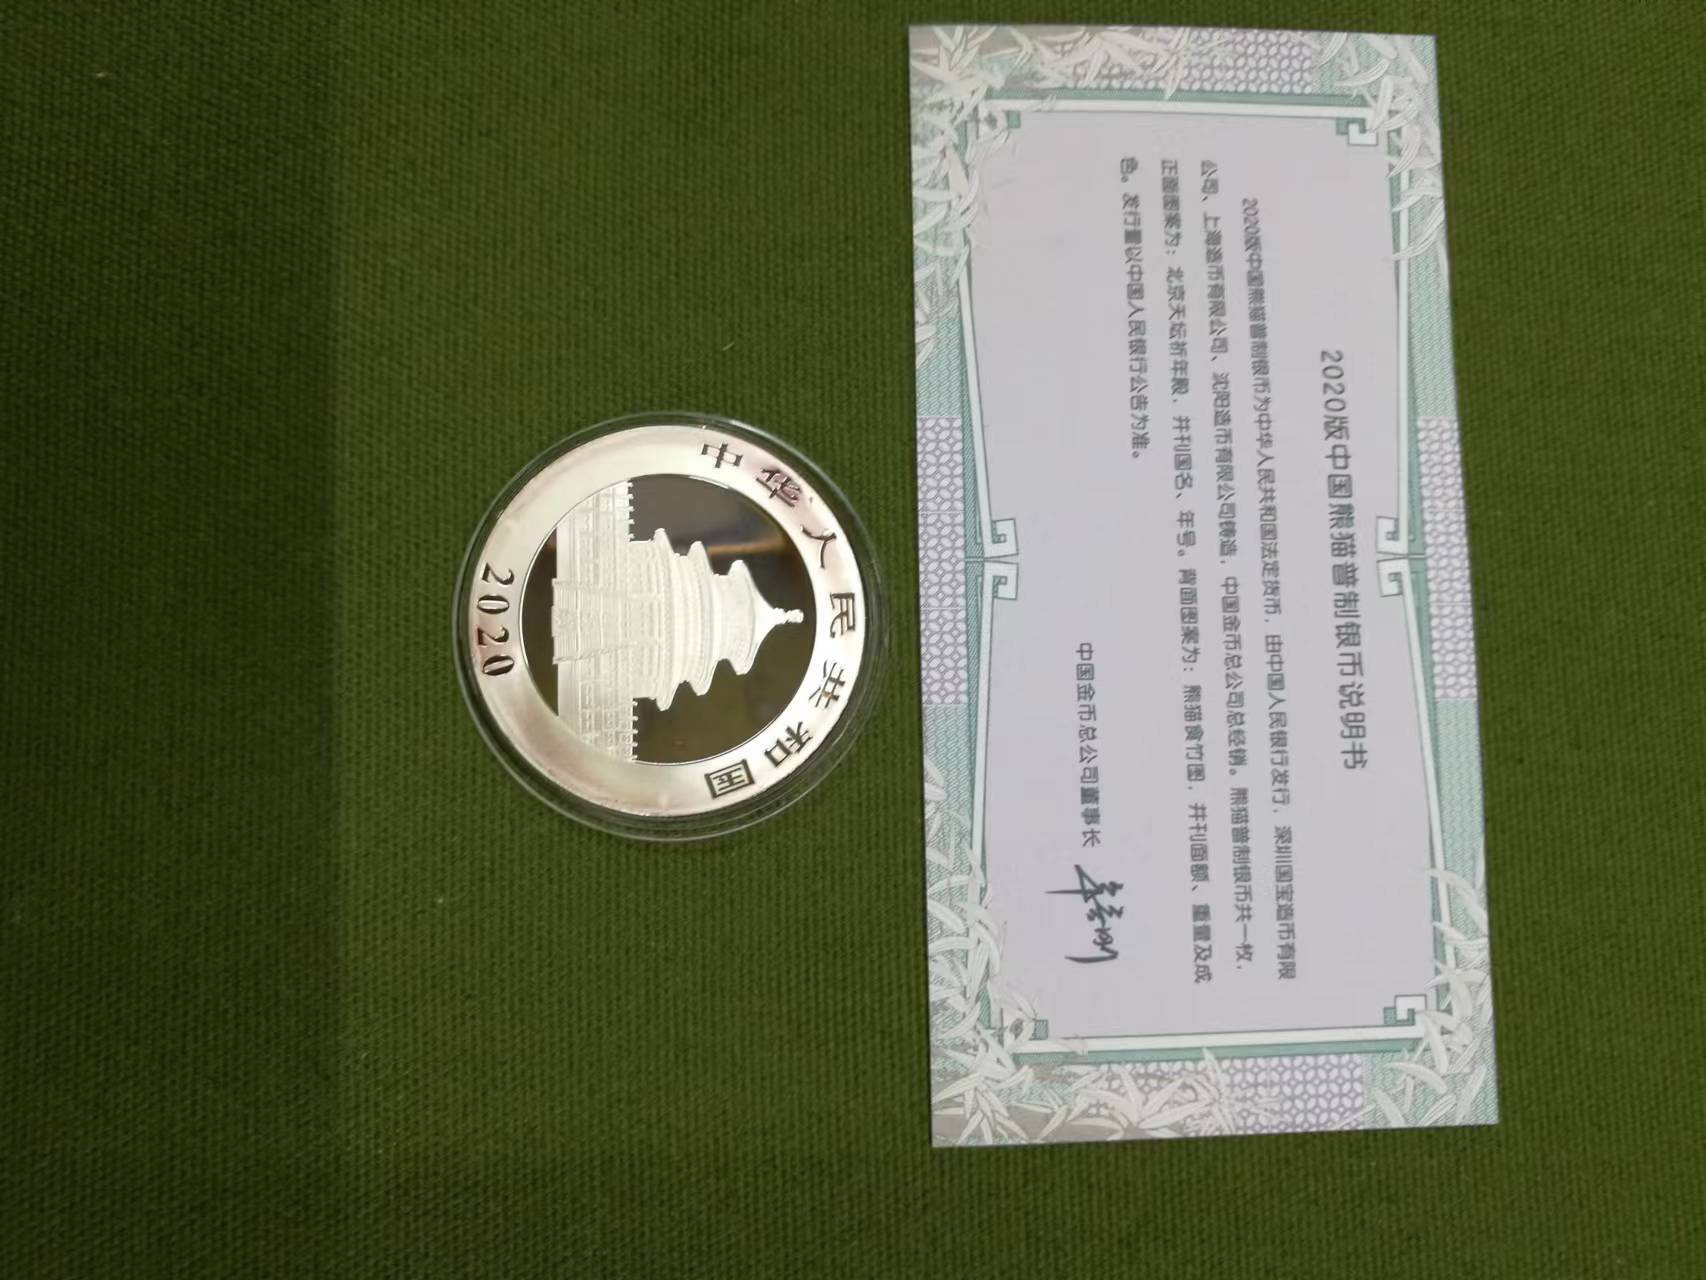 中华人民共和国
2020
2020版中国熊猫普制银币说明书
2020版中国熊猫普制银币为中华人民共和国法定货币，由中国人民银行发行，深圳国宝造币有限
公司、上海造币有限公司、沈阳造币有限公司铸造，中国金币总公司总经销。熊猫普制银币共一枚，
正面图案为：北京天坛祈年殿，并刊国名、年号。背面图案为：熊猫食竹图，并刊面额、重量及成
色。发行量以中国人民银行公告为准。
中国金币总公司董事长